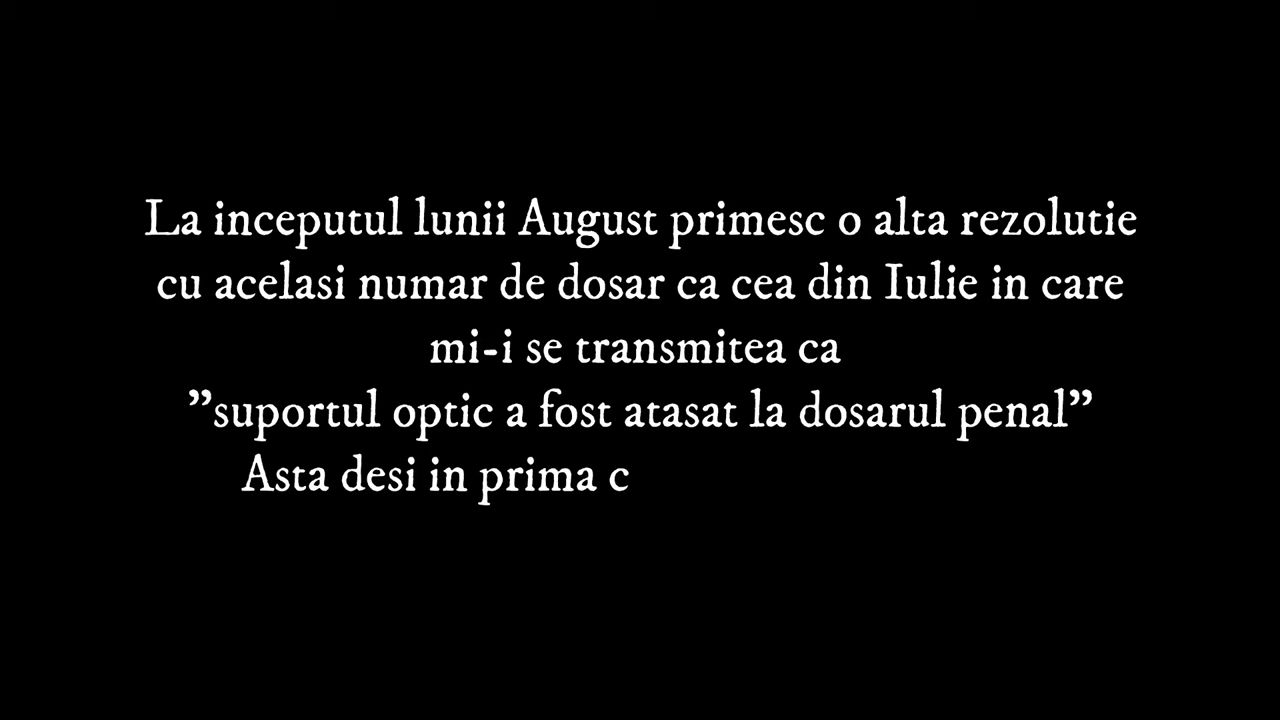 La inceputul lunii August primesc o alta rezolutie
cu acelasi numar de dosar ca cea din Iulie in care
mi-i se transmitea ca
”suportul optic a fost atasat la dosarul penal”
Asta desi in prima c